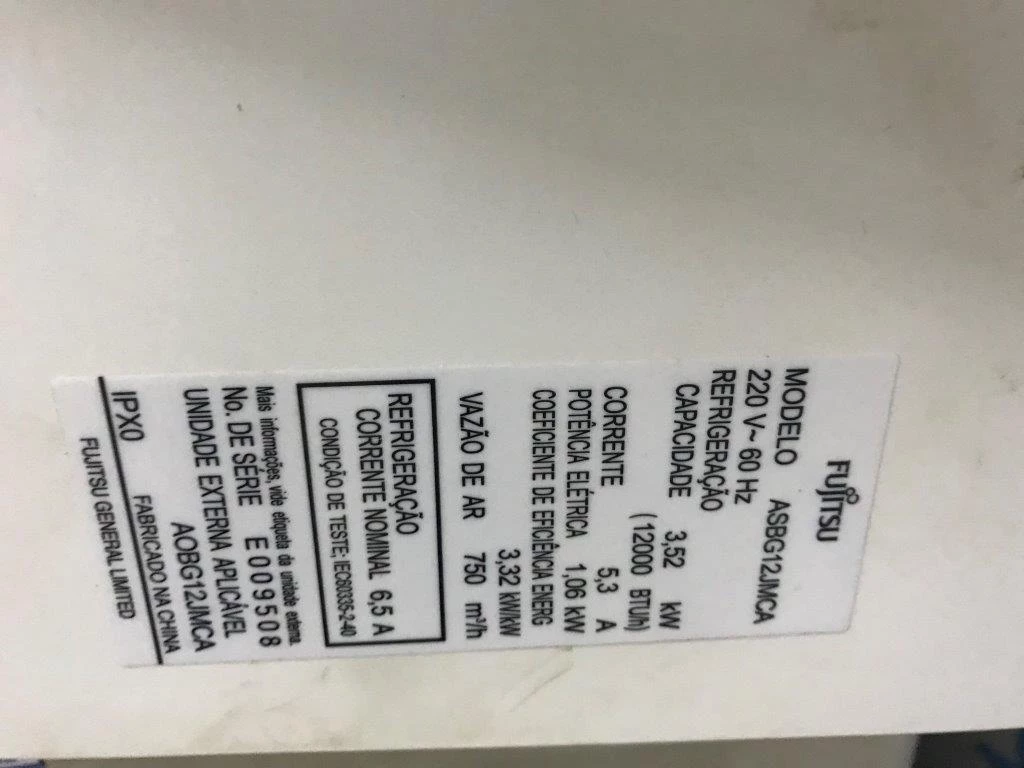 FUJITSU
MODELO ASBG12JMCA
220 V~ 60 Hz
REFRIGERAÇÃO
CAPACIDADE 3,52 kW
(12000 BTU/h)
CORRENTE 5,3 A
POTÊNCIA ELÉTRICA 1,06 kW
COEFICIENTE DE EFICIÊNCIA ENERG
3,32 kW/kW
VAZÃO DE AR 750 m³/h
REFRIGERAÇÃO
CORRENTE NOMINAL 6,5 A
CONDIÇÃO DE TESTE;IEC60335-2-40
Mais informações, vide etiqueta da unidade externa.
No. DE SÉRIE E009508
UNIDADE EXTERNA APLICÁVEL
AOBG12JMCA
IPX0 FABRICADO NA CHINA
FUJITSU GENERAL LIMITED